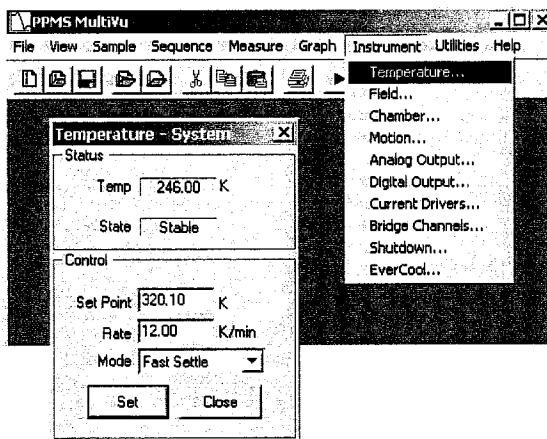 PPMS MultiVu
File View Sample Sequence Measure Graph Instrument Utilities Help
Temperature...
Field...
Chamber...
Motion...
Analog Output...
Digital Output...
Current Drivers...
Bridge Channels...
Shutdown...
EverCool...
Temperature - System
Status
Temp 246.00 K
State Stable
Control
Set Point 320.10 K
Rate 12.00 K/min
Mode Fast Settle
Set Close